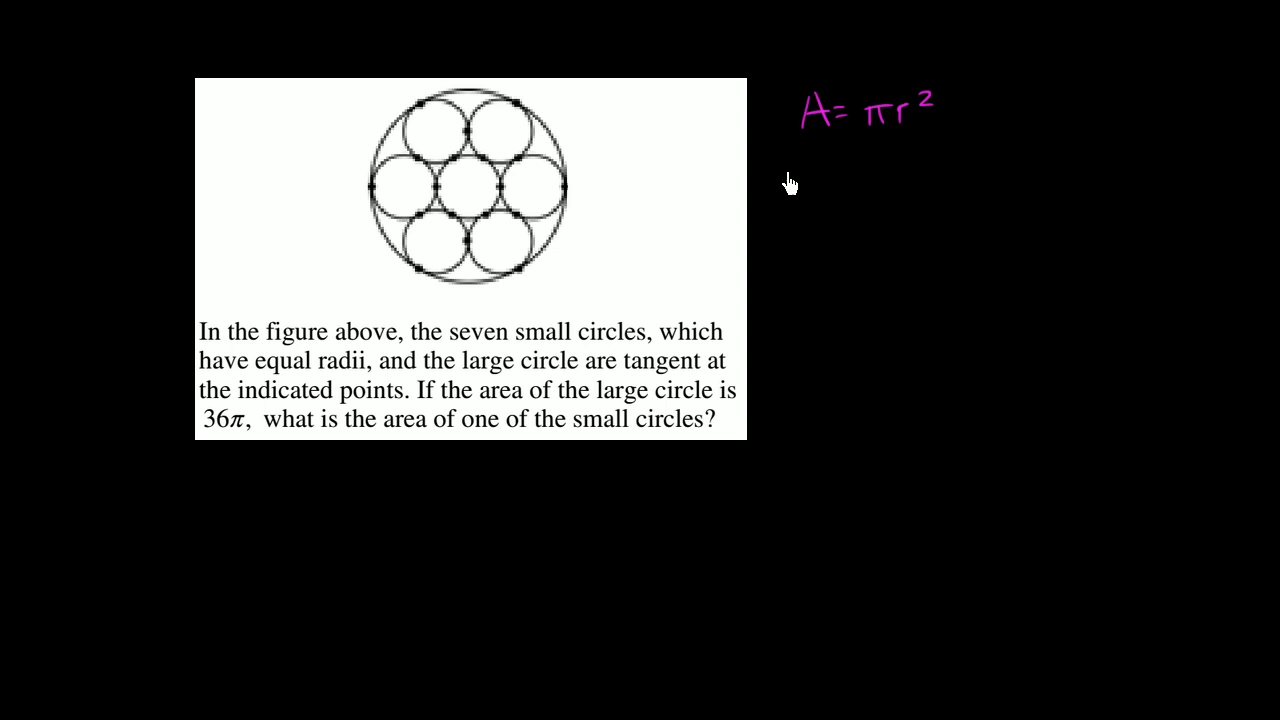 A = πr²
In the figure above, the seven small circles, which
have equal radii, and the large circle are tangent at
the indicated points. If the area of the large circle is
36π, what is the area of one of the small circles?